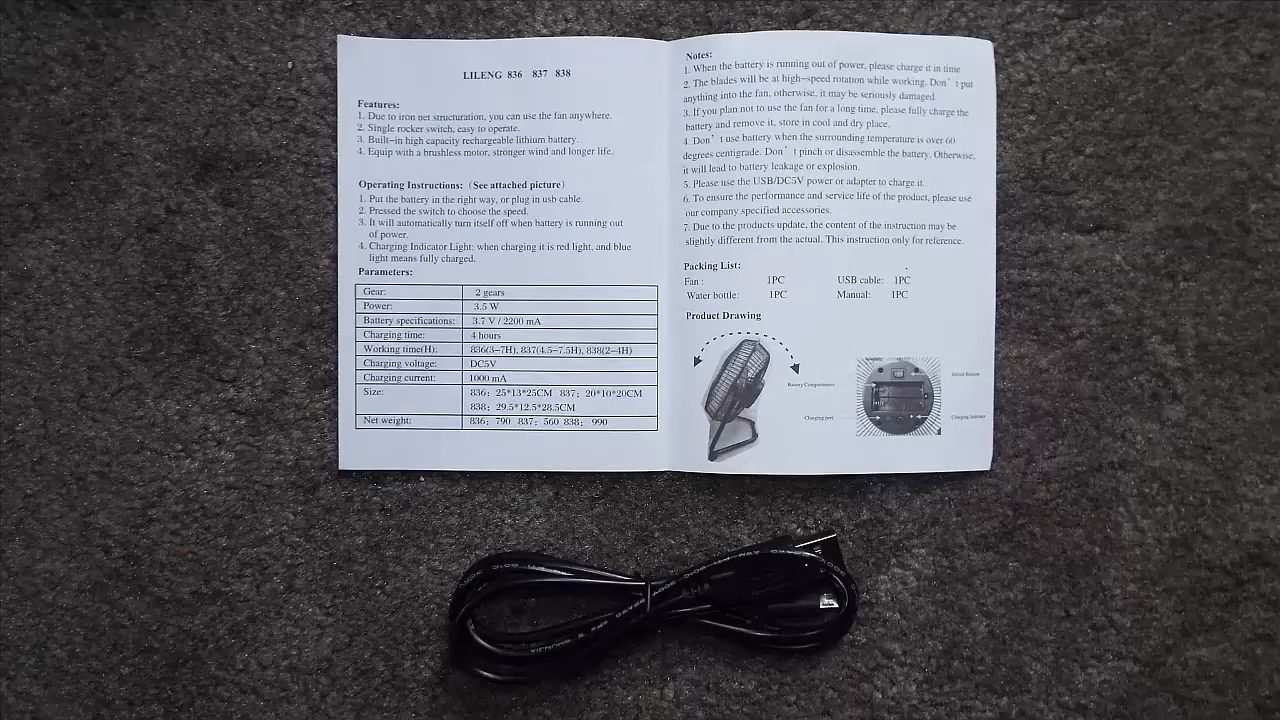 LILENG 836 837 838
Features:
1. Due to iron net structuration, you can use the fan anywhere.
2. Single rocker switch, easy to operate.
3. Built-in high capacity rechargeable lithium battery.
4. Equip with a brushless motor, stronger wind and longer life.
Operating Instructions: (See attached picture)
1. Put the battery in the right way, or plug in usb cable.
2. Pressed the switch to choose the speed.
3. It will automatically turn itself off when battery is running out
of power.
4. Charging Indicator Light: when charging it is red light, and blue
light means fully charged.
Parameters:
Gear: 2 gears
Power: 3.5 W
Battery specifications: 3.7 V / 2200 mA
Charging time: 4 hours
Working time(H): 836(3-7H), 837(4.5-7.5H), 838(2-4H)
Charging voltage: DC5V
Charging current: 1000 mA
Size: 836: 25*13*25CM 837: 20*10*20CM
838: 29.5*12.5*28.5CM
Net weight: 836: 790 837: 560 838: 990
Notes:
1. When the battery is running out of power, please charge it in time
2. The blades will be at high-speed rotation while working. Don't put
anything into the fan, otherwise, it may be seriously damaged
3. If you plan not to use the fan for a long time, please fully charge the
battery and remove it, store in cool and dry place.
4. Don't use battery when the surrounding temperature is over 60
degrees centigrade. Don't pinch or disassemble the battery. Otherwise,
it will lead to battery leakage or explosion.
5. Please use the USB/DC5V power or adapter to charge it.
6. To ensure the performance and service life of the product, please use
our company specified accessories.
7. Due to the products update, the content of the instruction may be
slightly different from the actual. This instruction only for reference.
Packing List:
Fan : 1PC USB cable: 1PC
Water bottle: 1PC Manual: 1PC
Product Drawing
Battery Compartment
Charging port
Charging Indicator